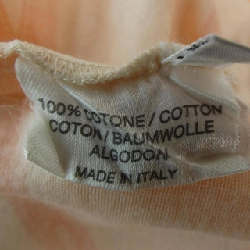 100% COTONE / COTTON
COTON / BAUMWOLLE
ALGODON
MADE IN ITALY